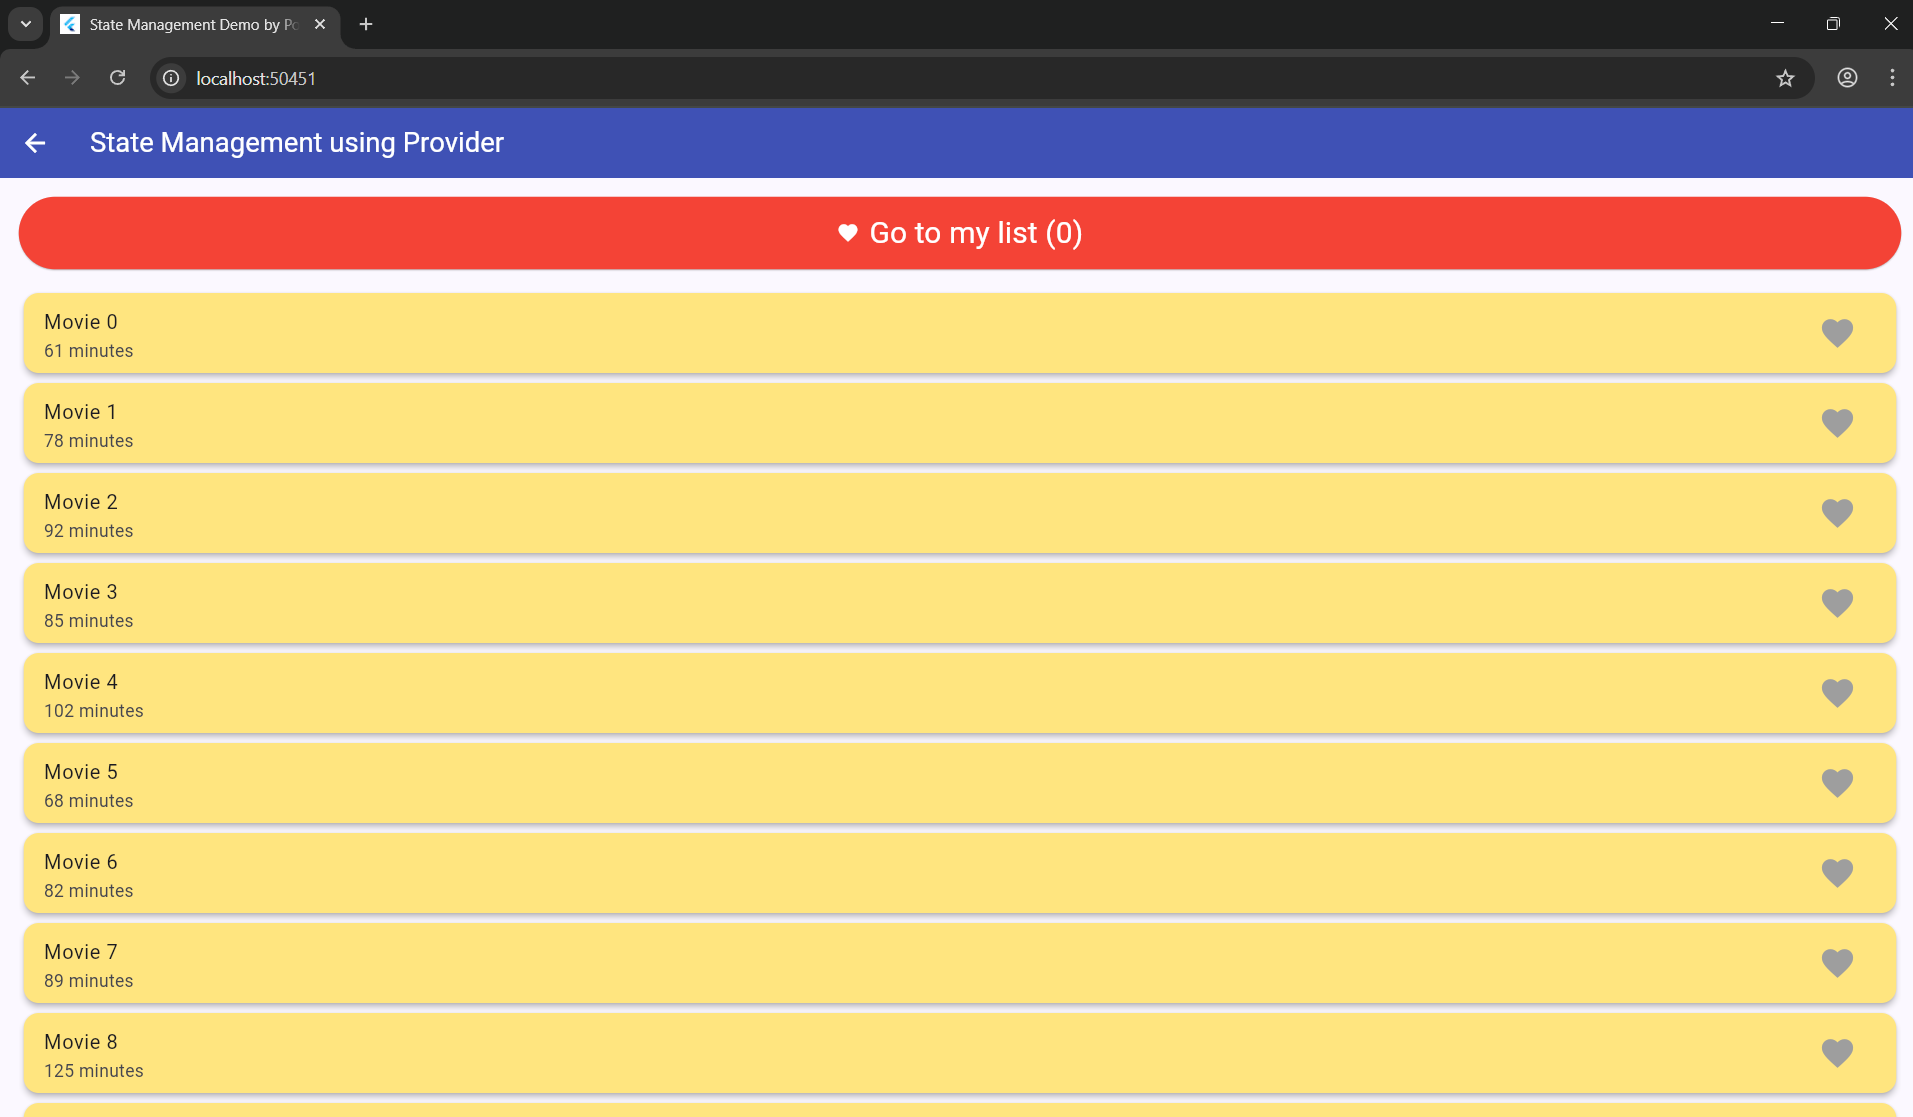 State Management Demo by Po
localhost:50451
State Management using Provider
Go to my list (0)
Movie 0
61 minutes
Movie 1
78 minutes
Movie 2
92 minutes
Movie 3
85 minutes
Movie 4
102 minutes
Movie 5
68 minutes
Movie 6
82 minutes
Movie 7
89 minutes
Movie 8
125 minutes